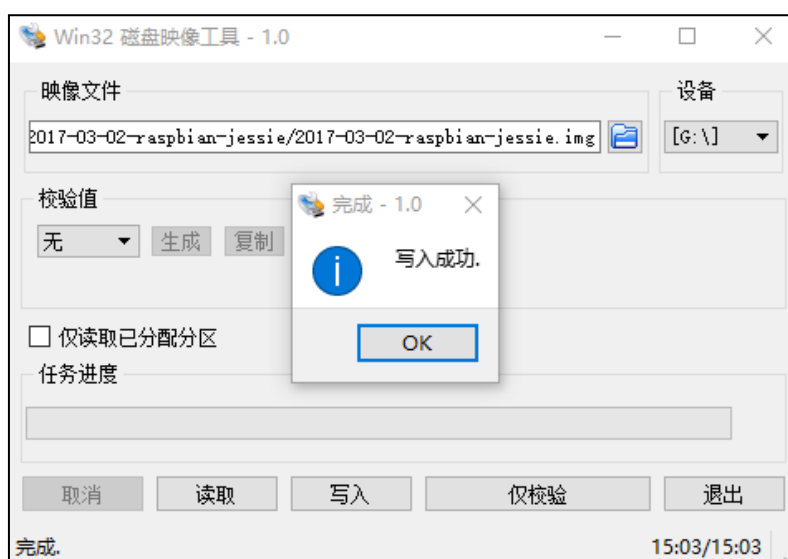 Win32 磁盘映像工具 - 1.0
映像文件
设备
2017-03-02-raspbian-jessie/2017-03-02-raspbian-jessie.img
[G:\]
校验值
无
生成
复制
完成 - 1.0
写入成功.
OK
仅读取已分配分区
任务进度
取消
读取
写入
仅校验
退出
完成.
15:03/15:03